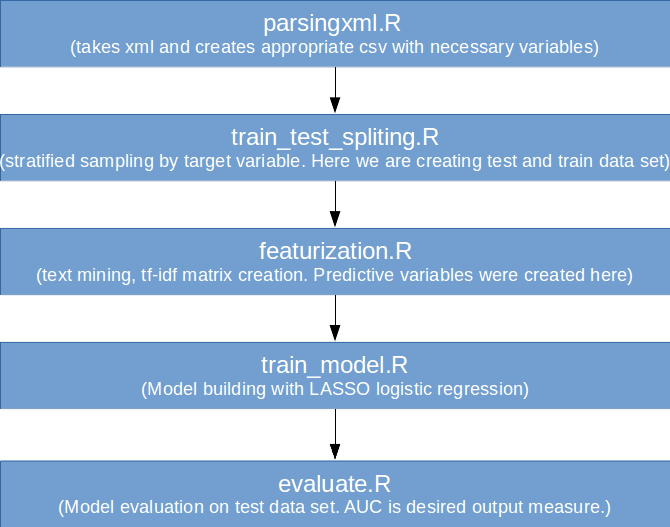 parsingxml.R
(takes xml and creates appropriate csv with necessary variables)
train_test_spliting.R
(stratified sampling by target variable. Here we are creating test and train data set)
featurization.R
(text mining, tf-idf matrix creation. Predictive variables were created here)
train_model.R
(Model building with LASSO logistic regression)
evaluate.R
(Model evaluation on test data set. AUC is desired output measure.)